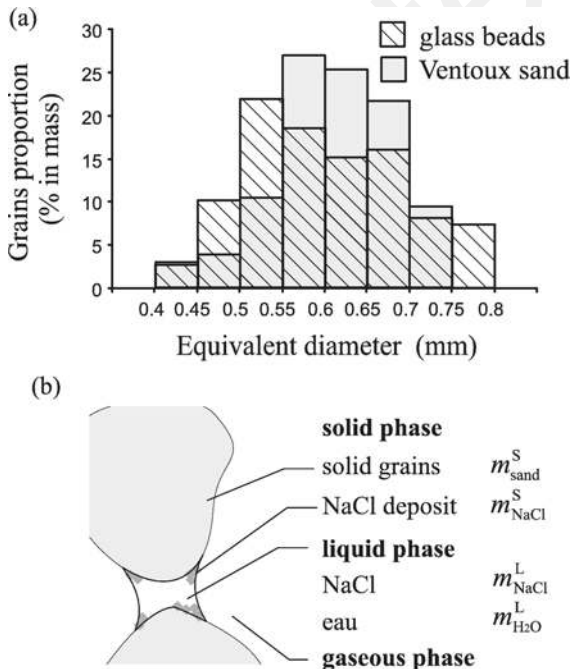 (a)
30
25
20
15
10
5
0
Grains proportion
(% in mass)
glass beads
Ventoux sand
0.4 0.45 0.5 0.55 0.6 0.65 0.7 0.75 0.8
Equivalent diameter (mm)
(b)
solid phase
solid grains m^S_sand
NaCl deposit m^S_NaCl
liquid phase
NaCl m^L_NaCl
eau m^L_H2O
gaseous phase